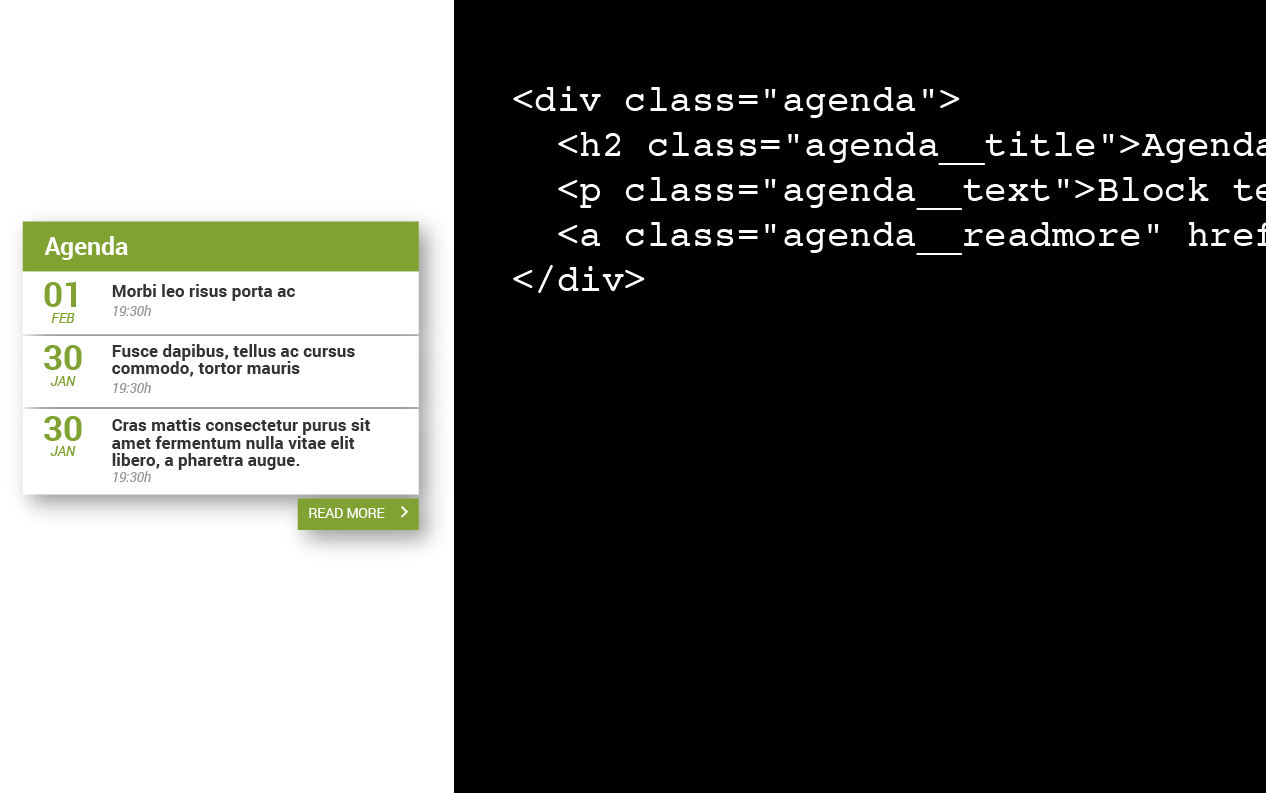 Agenda
01
FEB
Morbi leo risus porta ac
19:30h
30
JAN
Fusce dapibus, tellus ac cursus
commodo, tortor mauris
19:30h
30
JAN
Cras mattis consectetur purus sit
amet fermentum nulla vitae elit
libero, a pharetra augue.
19:30h
READ MORE
<div class="agenda">
<h2 class="agenda__title">Agenda
<p class="agenda__text">Block te
<a class="agenda__readmore" href
</div>